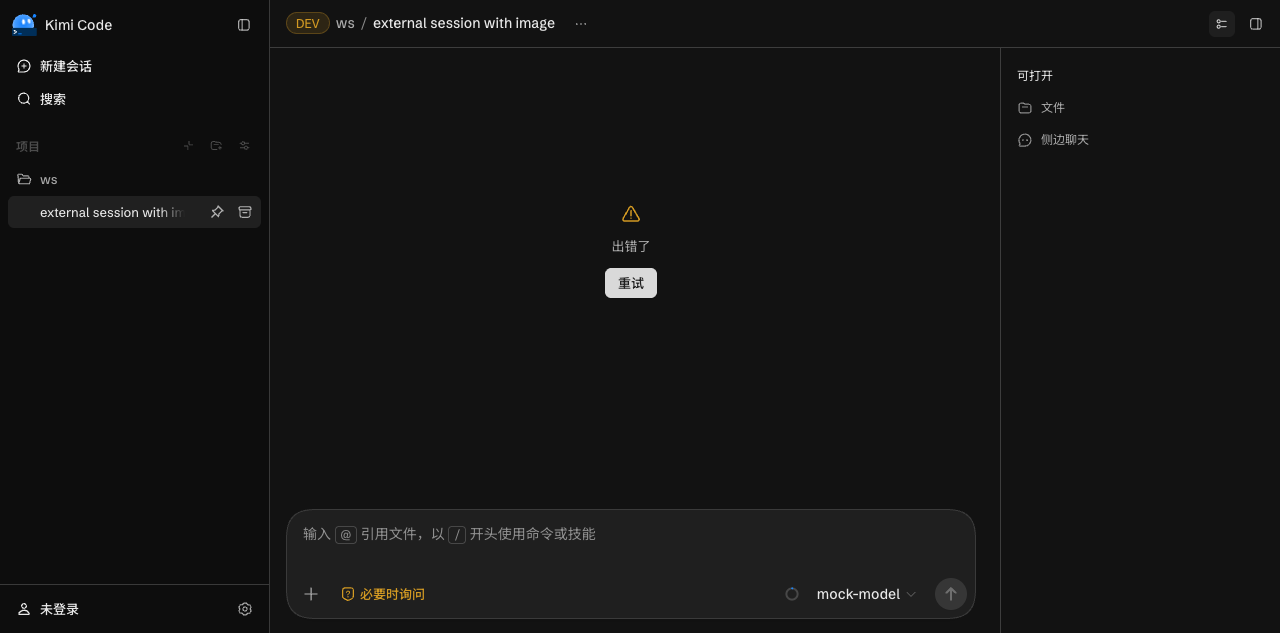 Kimi Code
新建会话
搜索
项目
ws
external session with im
未登录
DEV ws / external session with image ...
出错了
重试
输入 @ 引用文件，以 / 开头使用命令或技能
必要时询问
mock-model
可打开
文件
侧边聊天